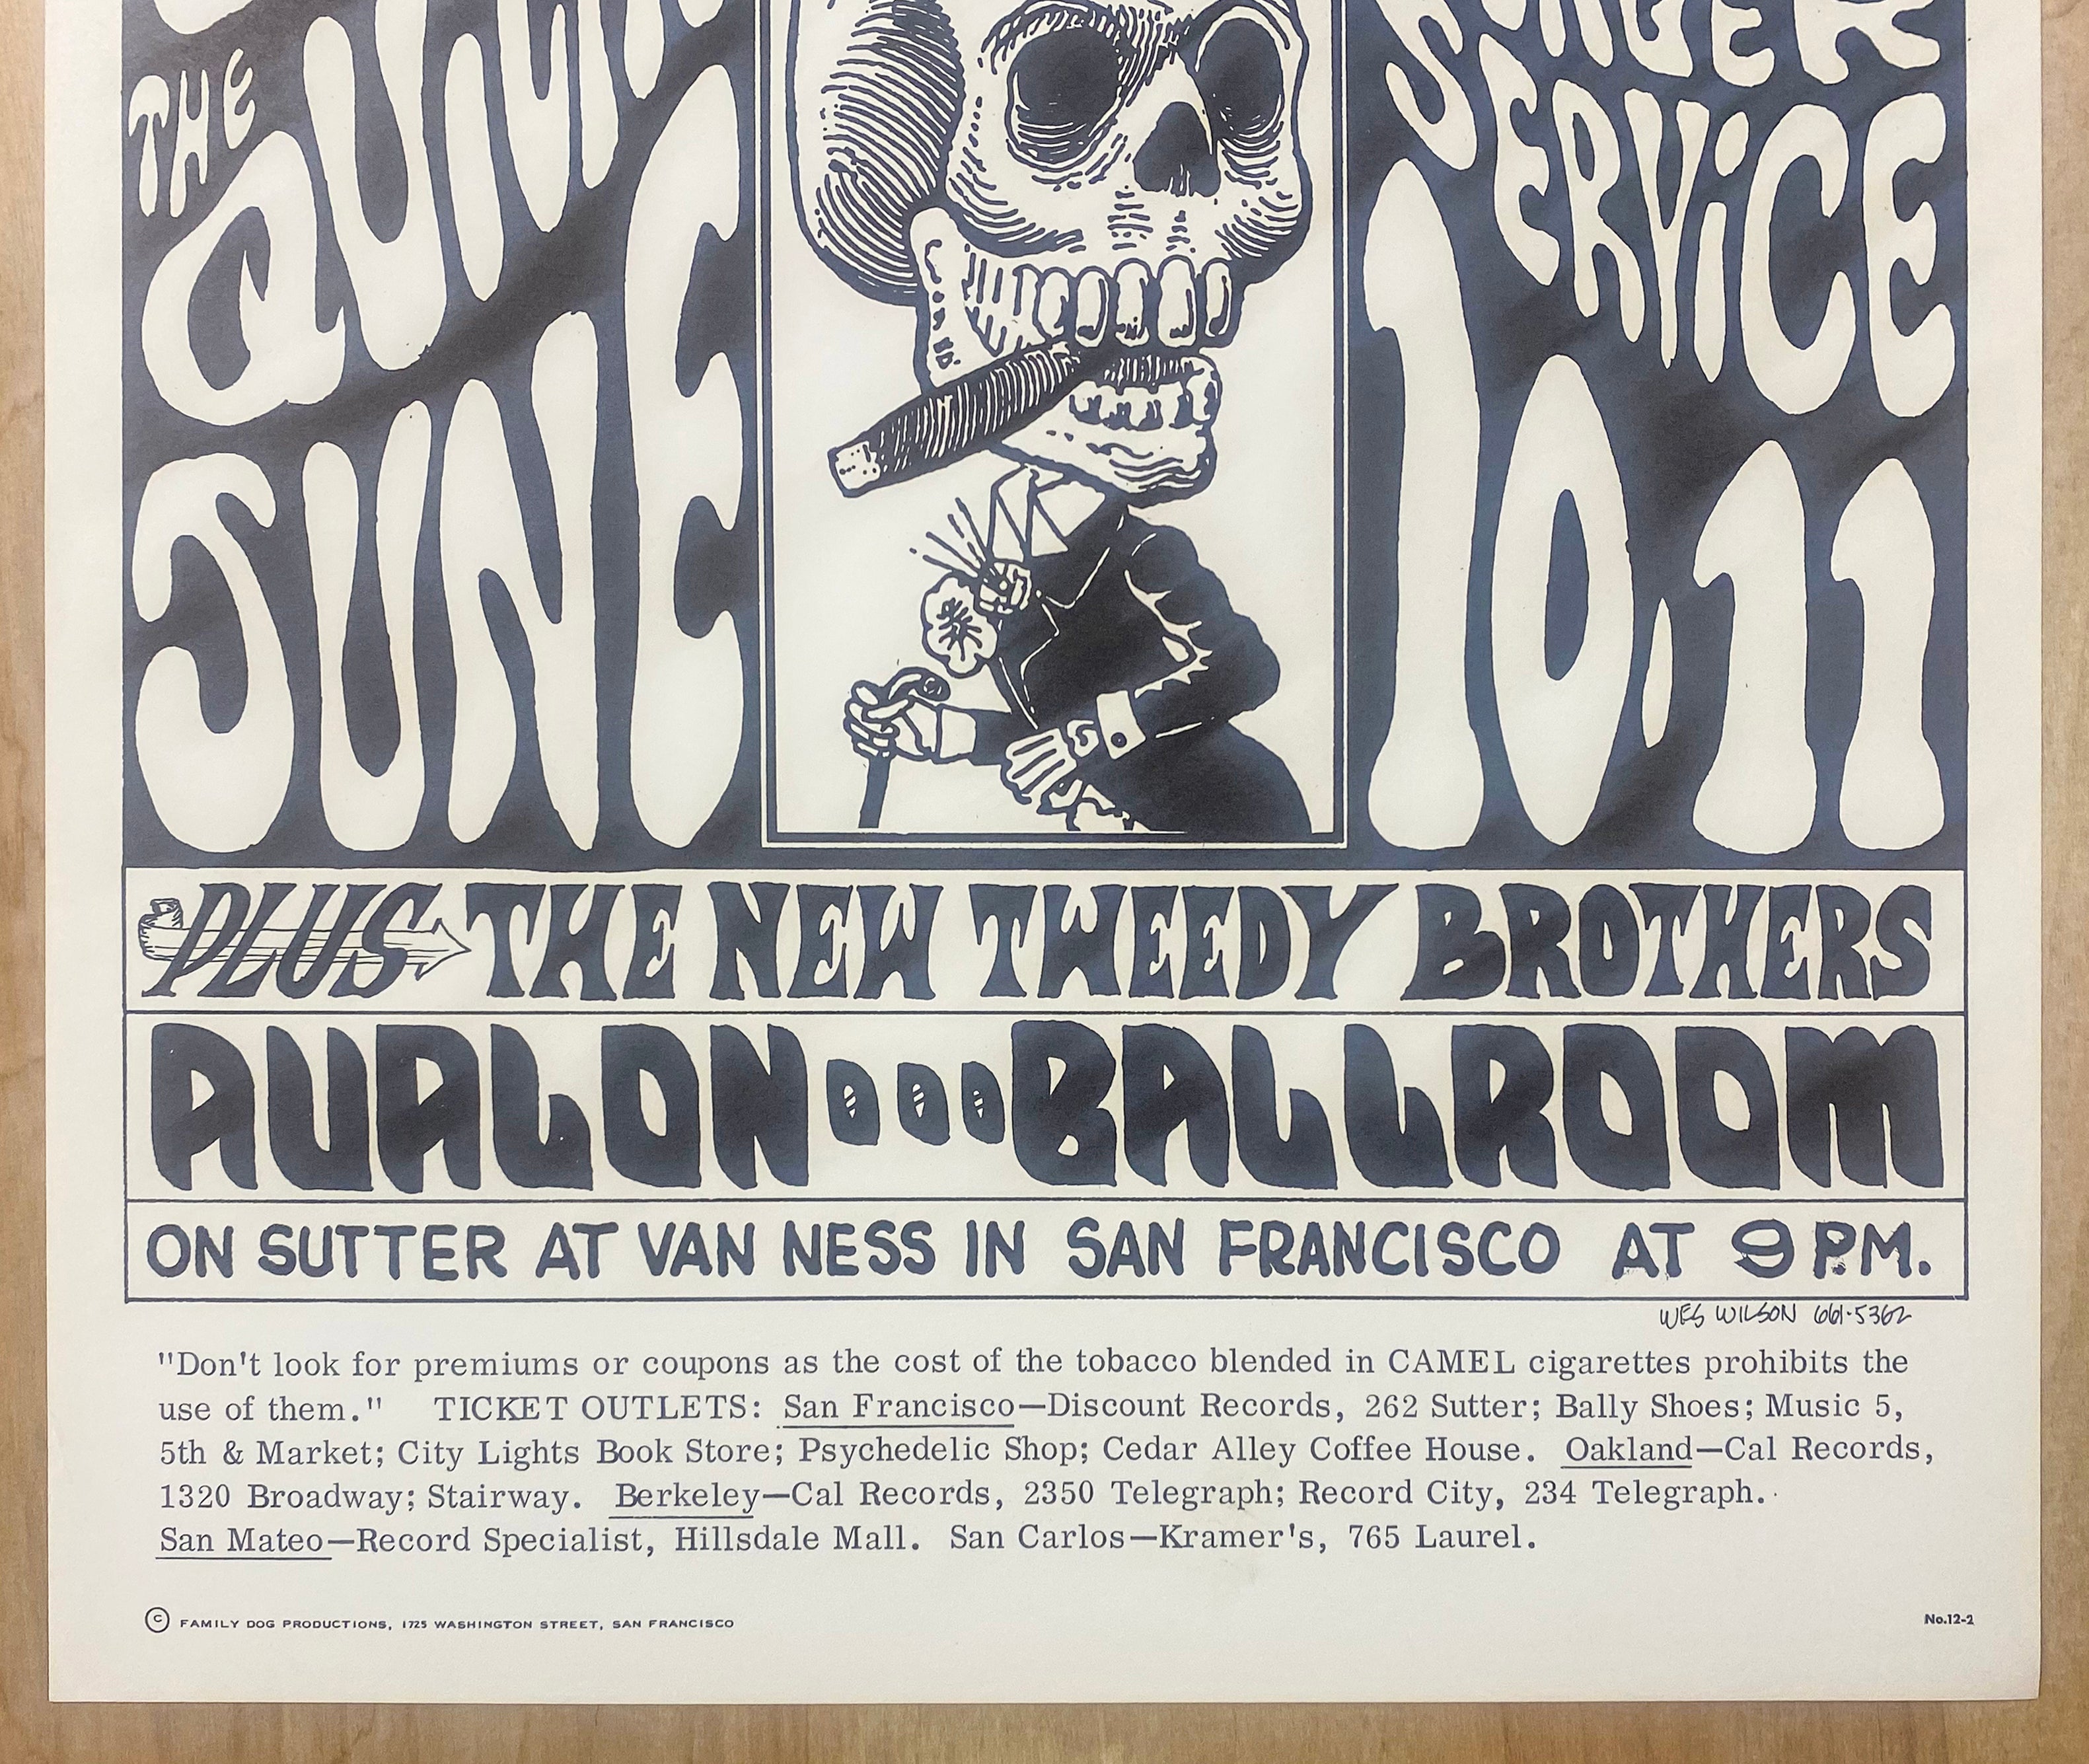 THE
SERVICE
JUNE
10.11
PLUS THE NEW TWEEDY BROTHERS
AVALON BALLROOM
ON SUTTER AT VAN NESS IN SAN FRANCISCO AT 9 P.M.
WES WILSON 661-5362
"Don't look for premiums or coupons as the cost of the tobacco blended in CAMEL cigarettes prohibits the
use of them." TICKET OUTLETS: San Francisco—Discount Records, 262 Sutter; Bally Shoes; Music 5,
5th & Market; City Lights Book Store; Psychedelic Shop; Cedar Alley Coffee House. Oakland—Cal Records,
1320 Broadway; Stairway. Berkeley—Cal Records, 2350 Telegraph; Record City, 234 Telegraph.
San Mateo—Record Specialist, Hillsdale Mall. San Carlos—Kramer's, 765 Laurel.
© FAMILY DOG PRODUCTIONS, 1725 WASHINGTON STREET, SAN FRANCISCO
No.12-2